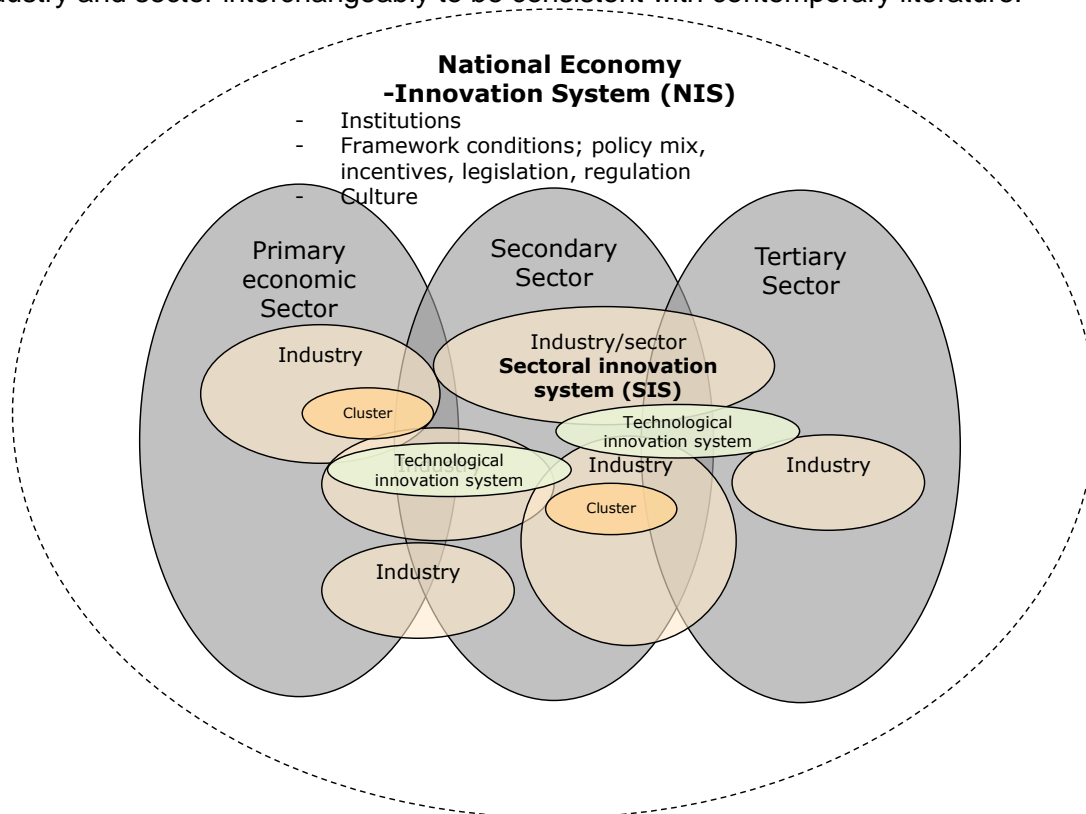 dustry and sector interchangeably to be consistent with contemporary literature.
National Economy
-Innovation System (NIS)
- Institutions
- Framework conditions; policy mix,
incentives, legislation, regulation
- Culture
Primary
economic
Sector
Secondary
Sector
Tertiary
Sector
Industry
Cluster
Industry/sector
Sectoral innovation
system (SIS)
Technological
innovation system
Industry
Technological
innovation system
Industry
Cluster
Industry
Industry